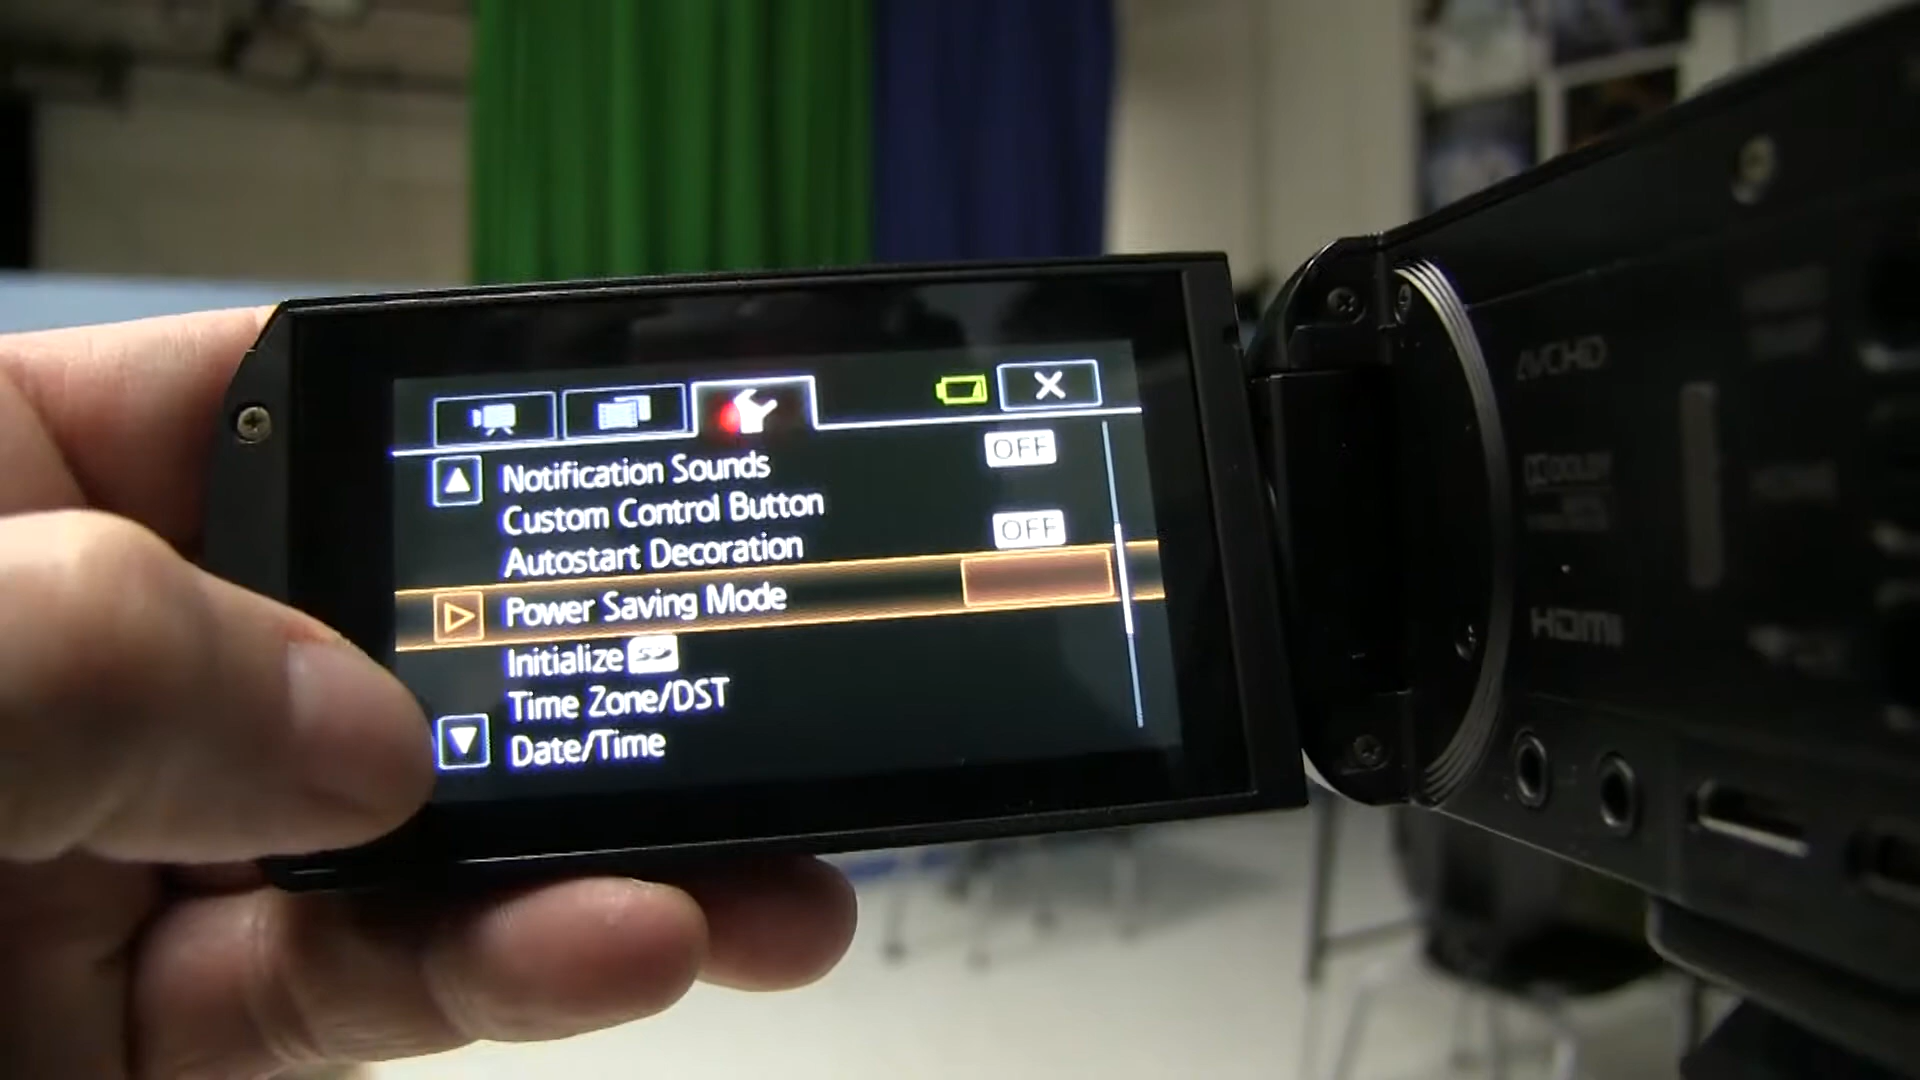 OFF
Notification Sounds
Custom Control Button
OFF
Autostart Decoration
Power Saving Mode
Initialize
Time Zone/DST
Date/Time
AVCHD
DOLBY
HDMI